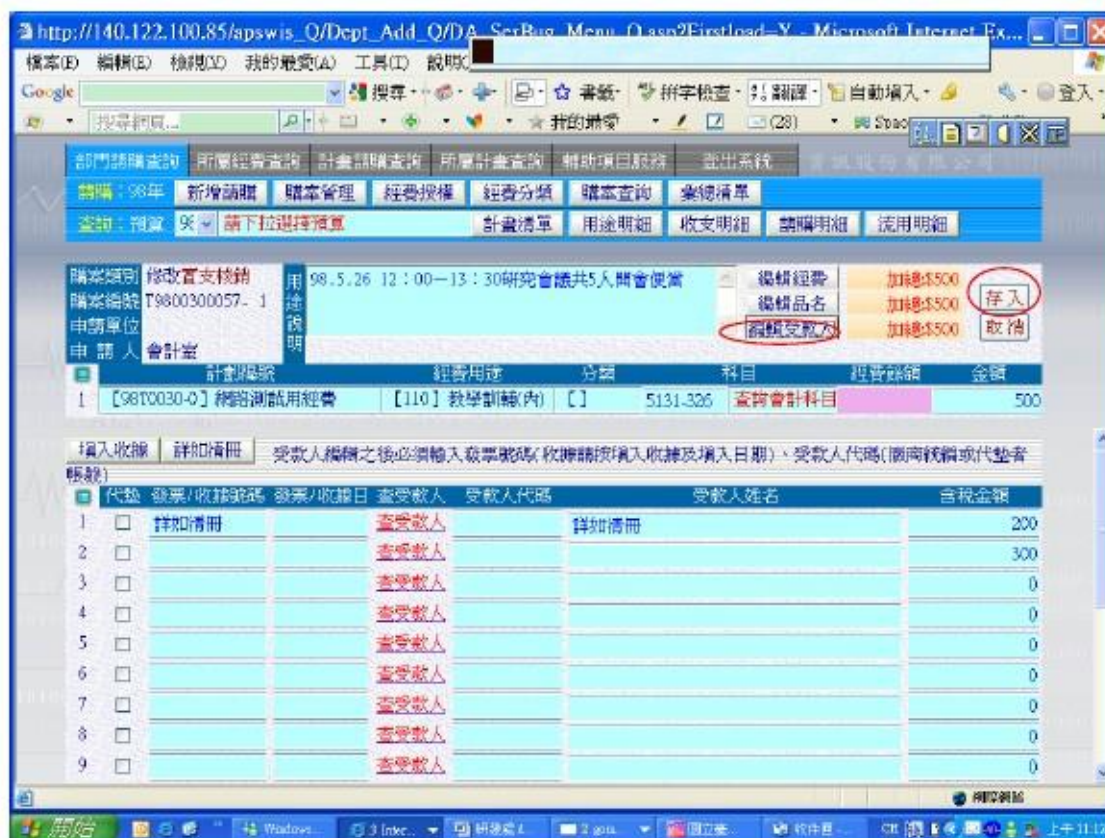 http://140.122.100.85/apswis_Q/Dept_Add_Q/DA_SerBug_Menu_Q.asp?Firstload=Y - Microsoft Internet Ex...
檔案(F) 編輯(E) 檢視(V) 我的最愛(A) 工具(T) 說明(
Google 搜尋 書籤 拼字檢查 翻譯 自動填入 登入
搜尋網頁... 我的最愛 (28)
部門請購查詢 所屬經費查詢 計畫請購查詢 所屬計畫查詢 輔助項目服務 登出系統
請購：98年 新增請購 購案管理 經費授權 經費分類 購案查詢 彙總清單
查詢：預算 請下拉選擇預算 計畫清單 用途明細 收支明細 請購明細 流用明細
購案類別 修改實支核銷 用途說明 98.5.26 12：00－13：30研究會議共5人開會便當 編輯經費 加總:$500
購案編號 T9800300057- 1 編輯品名 加總:$500 存入
申請單位 編輯受款人 加總:$500 取消
申 請 人 會計室
計劃編號 經費用途 分類 科目 經費餘額 金額
1 【98T0030-0】網路測試用經費 【110】教學訓輔(內) 【】 5131-326 查詢會計科目 500
填入收據 詳如清冊 受款人編輯之後必須輸入發票號碼(收據請按填入收據及填入日期)、受款人代碼(廠商統編或代墊者
帳號)
代墊 發票/收據號碼 發票/收據日 查受款人 受款人代碼 受款人姓名 含稅金額
1 詳如清冊 查受款人 詳如清冊 200
2 查受款人 300
3 查受款人 0
4 查受款人 0
5 查受款人 0
6 查受款人 0
7 查受款人 0
8 查受款人 0
9 查受款人 0
網際網路
開始 Windows... 3 Inter... 上午 11:12